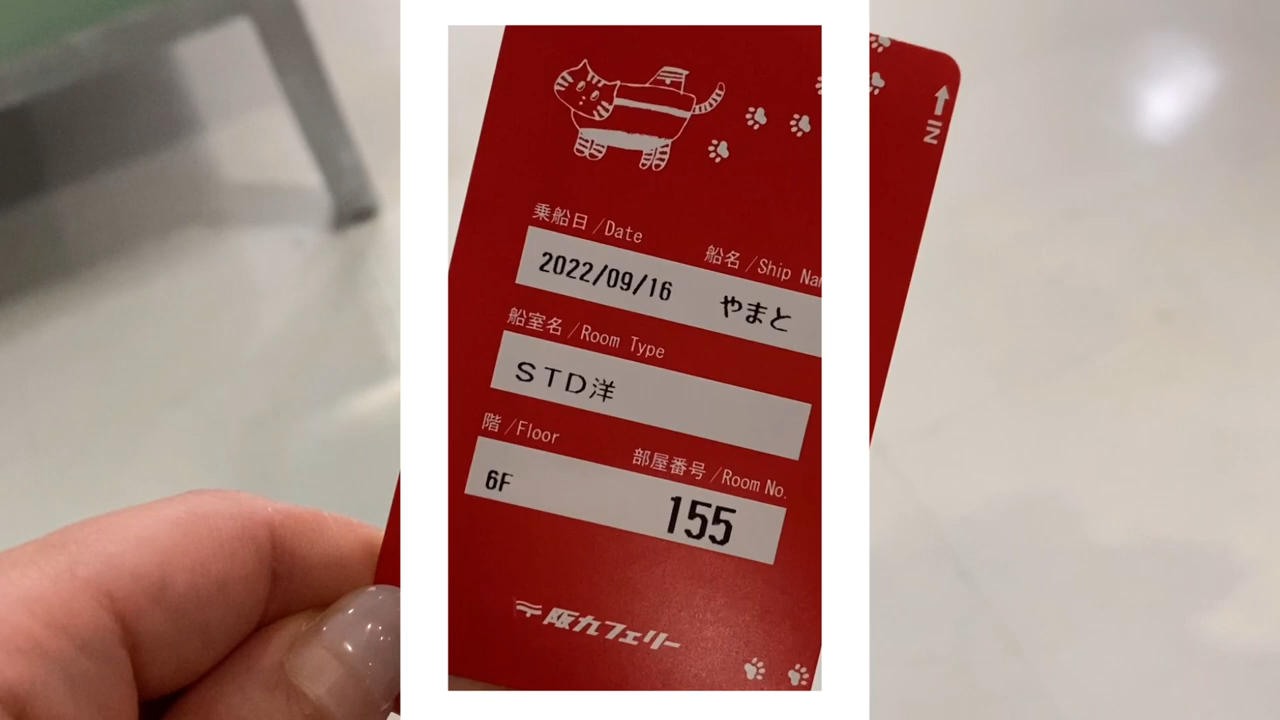 IN
乗船日 /Date
船名 /Ship Na
2022/09/16 やまと
船室名 /Room Type
STD洋
階 /Floor
部屋番号 /Room No.
6F 155
阪九フェリー